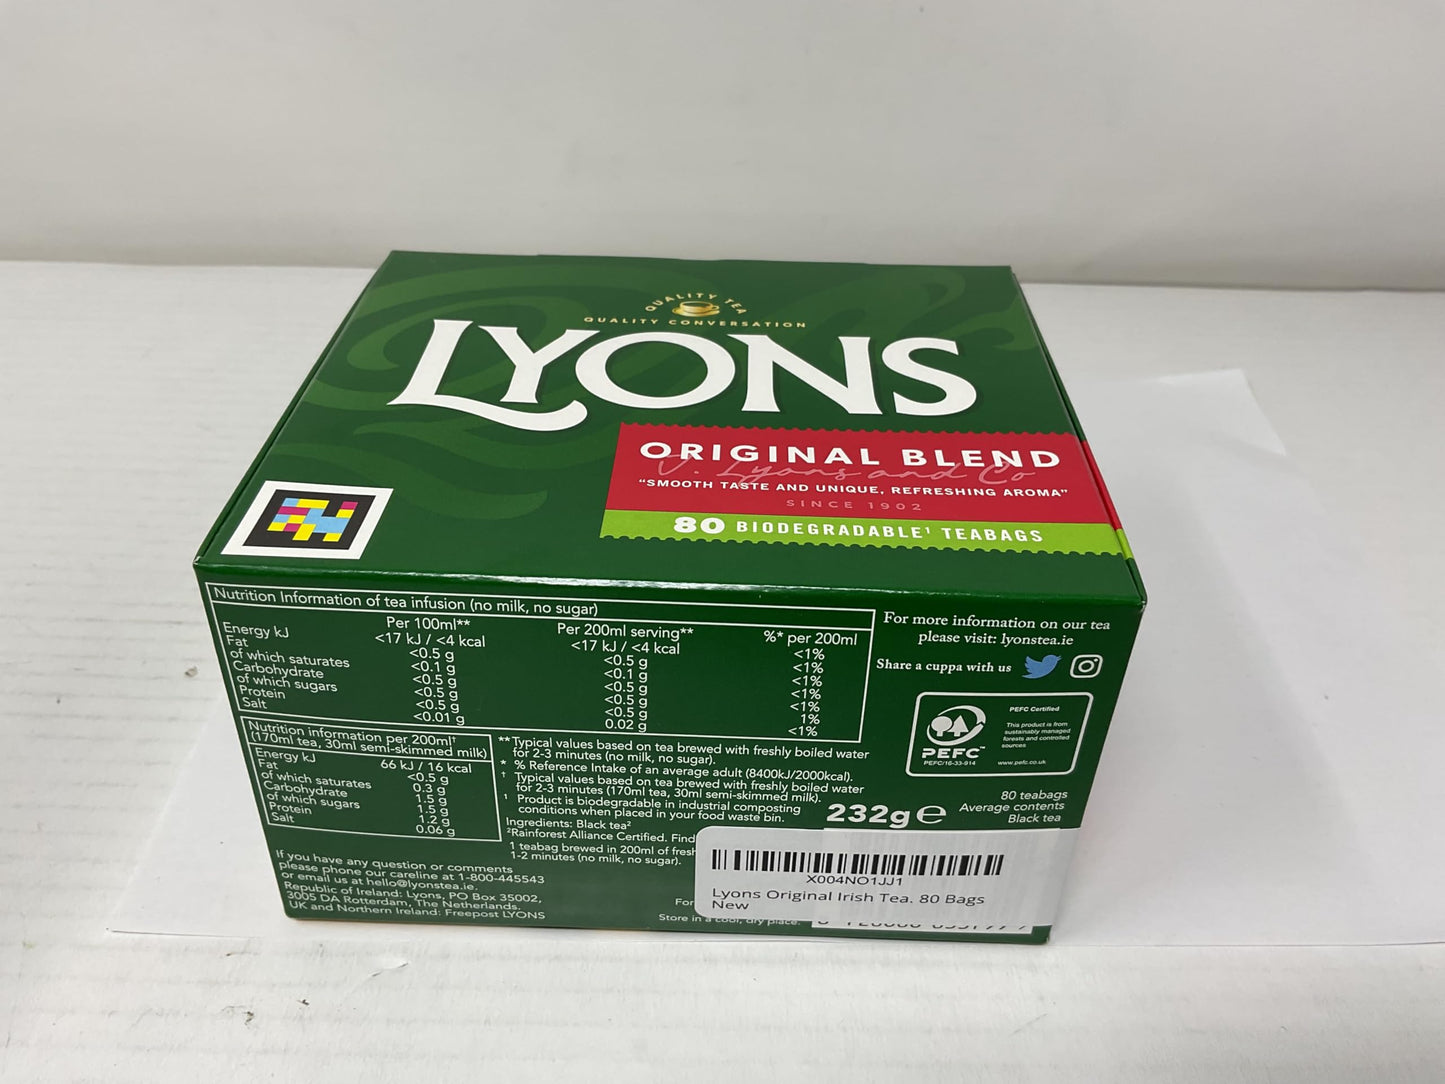 QUALITY TEA
QUALITY CONVERSATION
LYONS
ORIGINAL BLEND
J. Lyons and Co
“SMOOTH TASTE AND UNIQUE, REFRESHING AROMA”
SINCE 1902
80 BIODEGRADABLE¹ TEABAGS
Nutrition Information of tea infusion (no milk, no sugar)
Per 100ml** Per 200ml serving** %* per 200ml
Energy kJ <17 kJ / <4 kcal <17 kJ / <4 kcal <1%
Fat <0.5 g <0.5 g <1%
of which saturates <0.1 g <0.1 g <1%
Carbohydrate <0.5 g <0.5 g <1%
of which sugars <0.5 g <0.5 g <1%
Protein <0.5 g <0.5 g 1%
Salt <0.01 g 0.02 g <1%
Nutrition information per 200ml†
(170ml tea, 30ml semi-skimmed milk)
Energy kJ 66 kJ / 16 kcal
Fat <0.5 g
of which saturates 0.3 g
Carbohydrate 1.5 g
of which sugars 1.5 g
Protein 1.2 g
Salt 0.06 g
If you have any question or comments
please phone our careline at 1-800-445543
or email us at hello@lyonstea.ie.
Republic of Ireland: Lyons, PO Box 35002,
3005 DA Rotterdam, The Netherlands.
UK and Northern Ireland: Freepost LYONS
** Typical values based on tea brewed with freshly boiled water
for 2-3 minutes (no milk, no sugar).
* % Reference Intake of an average adult (8400kJ/2000kcal).
† Typical values based on tea brewed with freshly boiled water
for 2-3 minutes (170ml tea, 30ml semi-skimmed milk).
¹ Product is biodegradable in industrial composting
conditions when placed in your food waste bin.
Ingredients: Black tea²
²Rainforest Alliance Certified. Find
1 teabag brewed in 200ml of fresh
1-2 minutes (no milk, no sugar).
For
Store in a cool, dry place.
For more information on our tea
please visit: lyonstea.ie
Share a cuppa with us
PEFC™
PEFC/16-33-914
PEFC Certified
This product is from
sustainably managed
forests and controlled
sources
www.pefc.co.uk
80 teabags
Average contents
Black tea
232g ℮
X004NO1JJ1
Lyons Original Irish Tea. 80 Bags
New